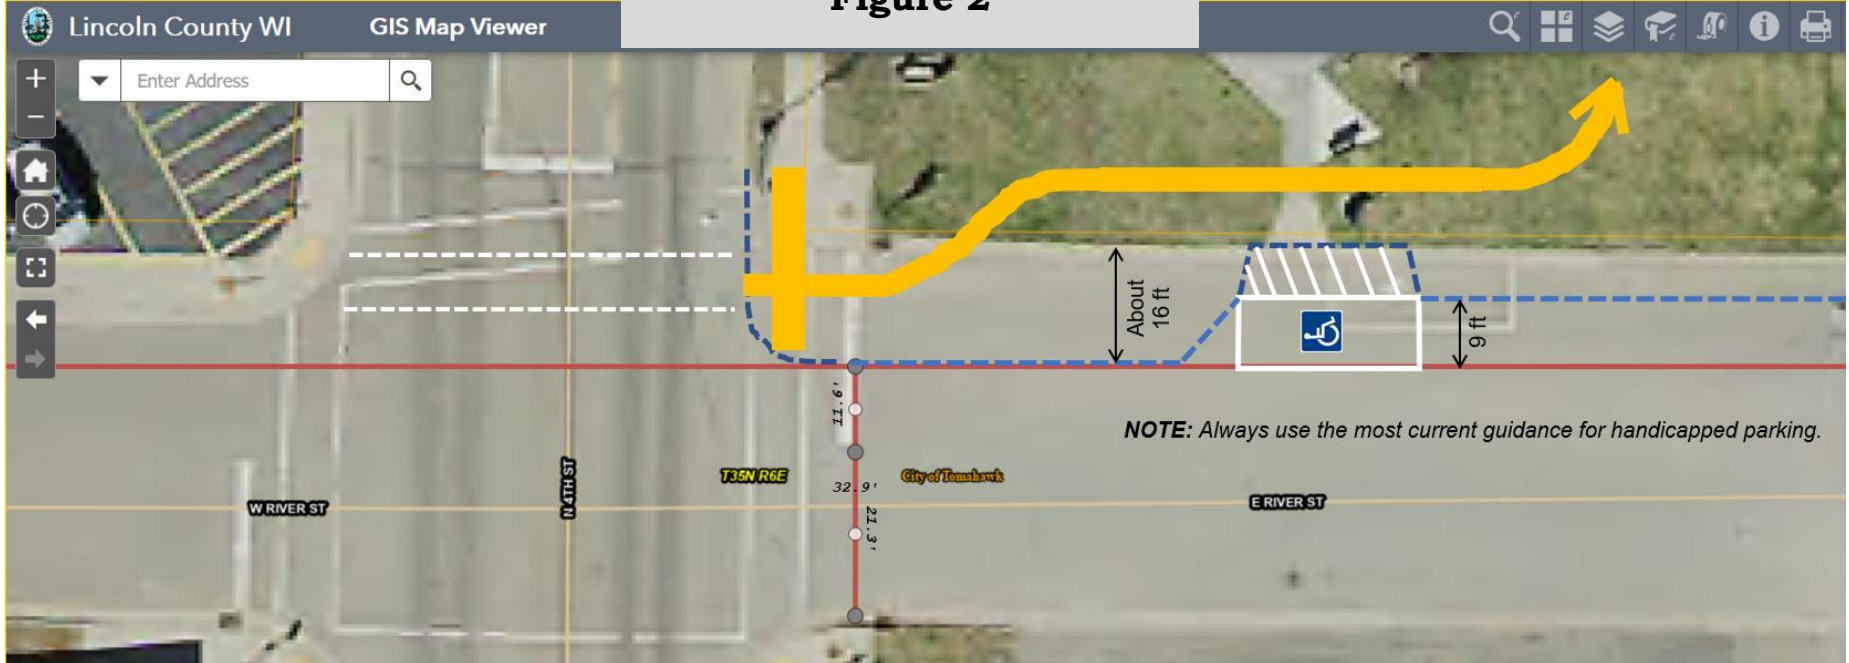 Figure 2
Lincoln County WI
GIS Map Viewer
Enter Address
About
16 ft
9 ft
11.6'
NOTE: Always use the most current guidance for handicapped parking.
T35N R6E
City of Tomahawk
32.9'
21.3'
W RIVER ST
N 4TH ST
E RIVER ST